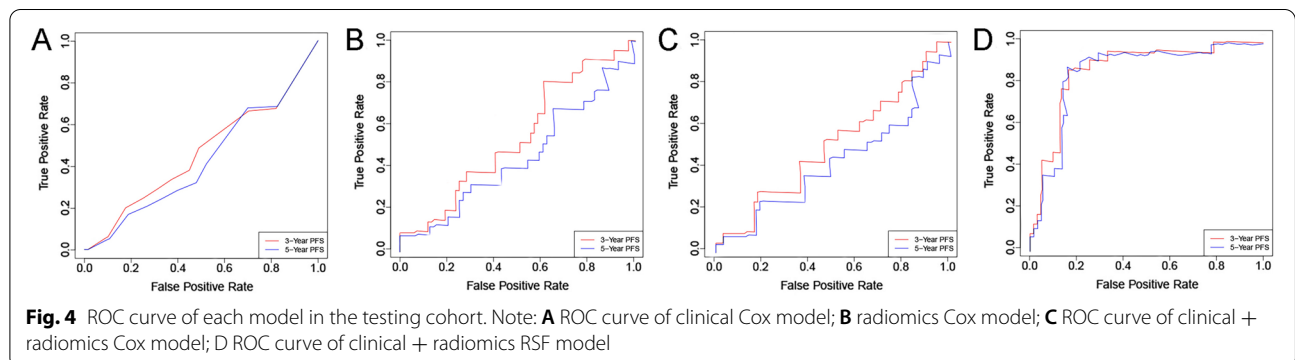 A
B
C
D
True Positive Rate
1.0
0.8
0.6
0.4
0.2
0.0
3−Year PFS
5−Year PFS
0.0 0.2 0.4 0.6 0.8 1.0
False Positive Rate
True Positive Rate
1.0
0.8
0.6
0.4
0.2
0.0
3−Year PFS
5−Year PFS
0.0 0.2 0.4 0.6 0.8 1.0
False Positive Rate
True Positive Rate
1.0
0.8
0.6
0.4
0.2
0.0
3−Year PFS
5−Year PFS
0.0 0.2 0.4 0.6 0.8 1.0
False Positive Rate
True Positive Rate
1.0
0.8
0.6
0.4
0.2
0.0
3−Year PFS
5−Year PFS
0.0 0.2 0.4 0.6 0.8 1.0
False Positive Rate
Fig. 4 ROC curve of each model in the testing cohort. Note: A ROC curve of clinical Cox model; B radiomics Cox model; C ROC curve of clinical +
radiomics Cox model; D ROC curve of clinical + radiomics RSF model